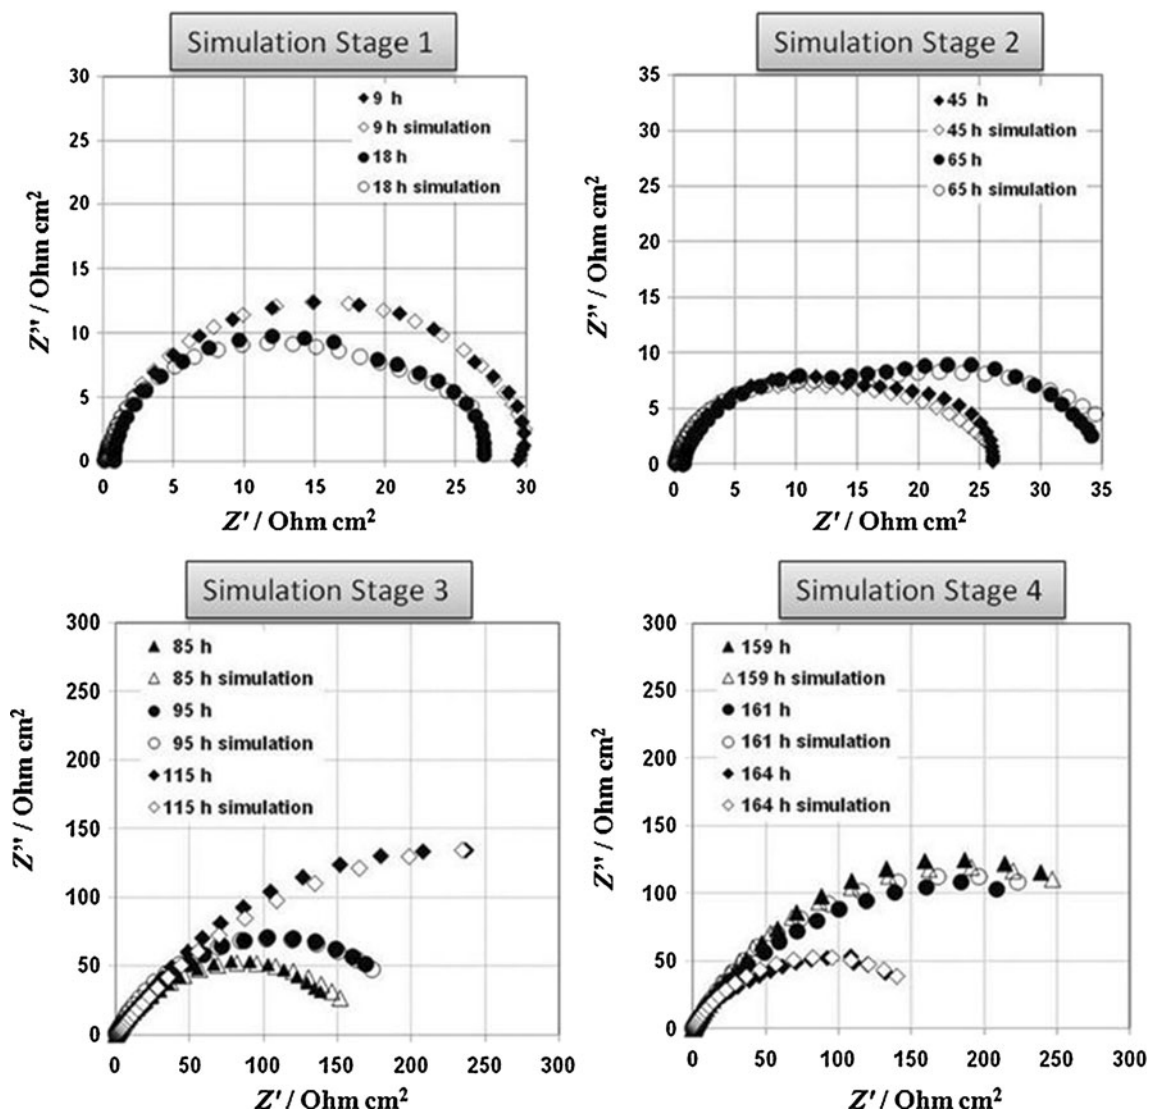 Simulation Stage 1
30
25
20
15
10
5
0
0 5 10 15 20 25 30
Z'' / Ohm cm²
Z' / Ohm cm²
9 h
9 h simulation
18 h
18 h simulation
Simulation Stage 2
35
30
25
20
15
10
5
0
0 5 10 15 20 25 30 35
Z'' / Ohm cm²
Z' / Ohm cm²
45 h
45 h simulation
65 h
65 h simulation
Simulation Stage 3
300
250
200
150
100
50
0
0 50 100 150 200 250 300
Z'' / Ohm cm²
Z' / Ohm cm²
85 h
85 h simulation
95 h
95 h simulation
115 h
115 h simulation
Simulation Stage 4
300
250
200
150
100
50
0
0 50 100 150 200 250 300
Z'' / Ohm cm²
Z' / Ohm cm²
159 h
159 h simulation
161 h
161 h simulation
164 h
164 h simulation